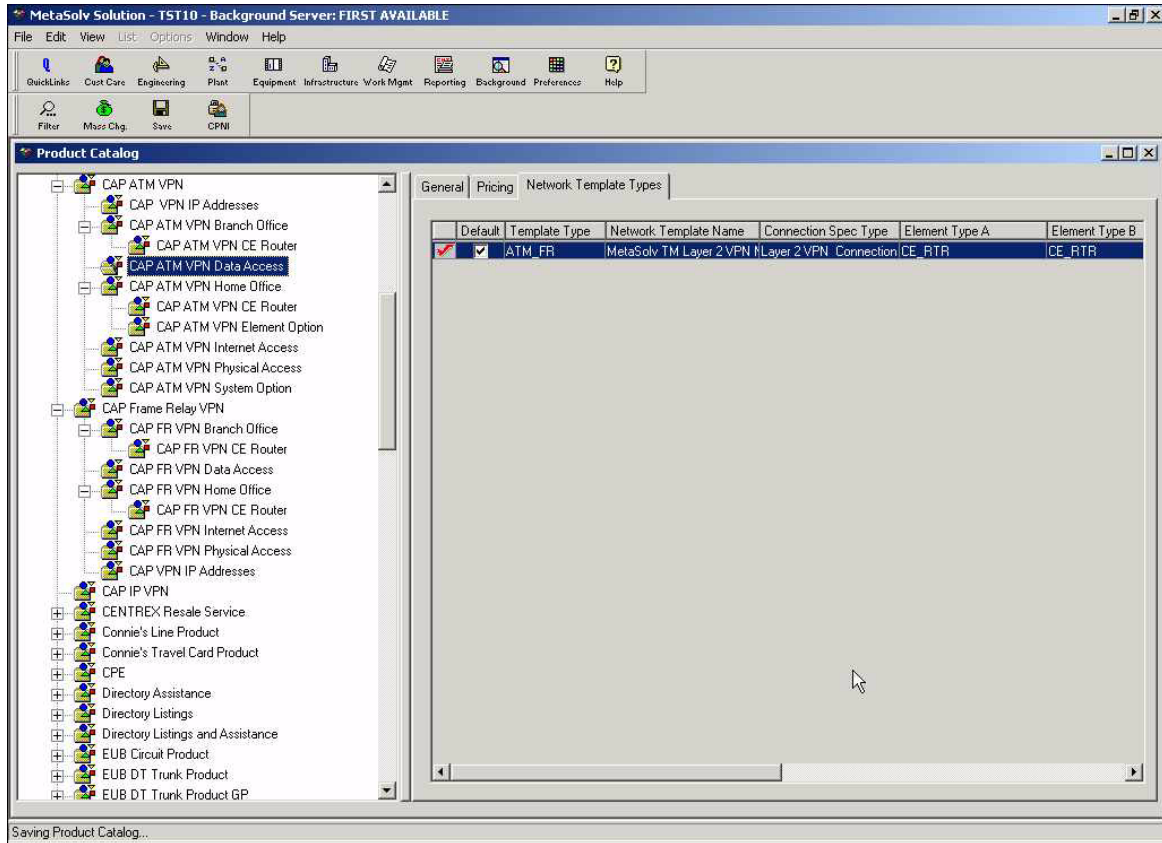 MetaSolv Solution - TST10 - Background Server: FIRST AVAILABLE
File Edit View List Options Window Help
QuickLinks Cust Care Engineering Plant Equipment Infrastructure Work Mgmt Reporting Background Preferences Help
Filter Mass Chg. Save CPNI
Product Catalog
CAP ATM VPN
CAP VPN IP Addresses
CAP ATM VPN Branch Office
CAP ATM VPN CE Router
CAP ATM VPN Data Access
CAP ATM VPN Home Office
CAP ATM VPN CE Router
CAP ATM VPN Element Option
CAP ATM VPN Internet Access
CAP ATM VPN Physical Access
CAP ATM VPN System Option
CAP Frame Relay VPN
CAP FR VPN Branch Office
CAP FR VPN CE Router
CAP FR VPN Data Access
CAP FR VPN Home Office
CAP FR VPN CE Router
CAP FR VPN Internet Access
CAP FR VPN Physical Access
CAP VPN IP Addresses
CAP IP VPN
CENTREX Resale Service
Connie's Line Product
Connie's Travel Card Product
CPE
Directory Assistance
Directory Listings
Directory Listings and Assistance
EUB Circuit Product
EUB DT Trunk Product
EUB DT Trunk Product GP
General Pricing Network Template Types
Default Template Type Network Template Name Connection Spec Type Element Type A Element Type B
ATM_FR MetaSolv TM Layer 2 VPN Layer 2 VPN Connection CE_RTR CE_RTR
Saving Product Catalog...